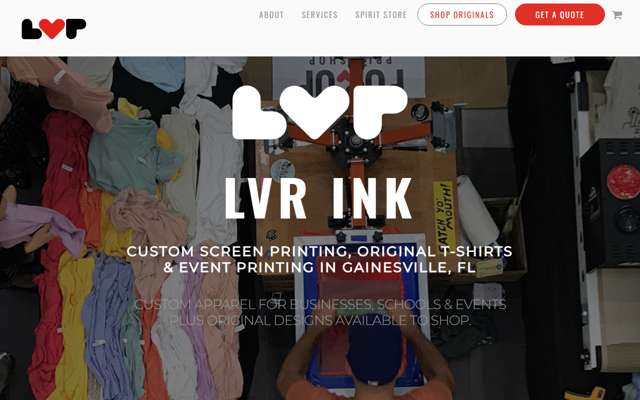 LVR
ABOUT SERVICES SPIRIT STORE SHOP ORIGINALS GET A QUOTE
LVR
LVR INK
CUSTOM SCREEN PRINTING, ORIGINAL T-SHIRTS
& EVENT PRINTING IN GAINESVILLE, FL
CUSTOM APPAREL FOR BUSINESSES, SCHOOLS & EVENTS
PLUS ORIGINAL DESIGNS AVAILABLE TO SHOP.
WATCH YO'
MOUTH!